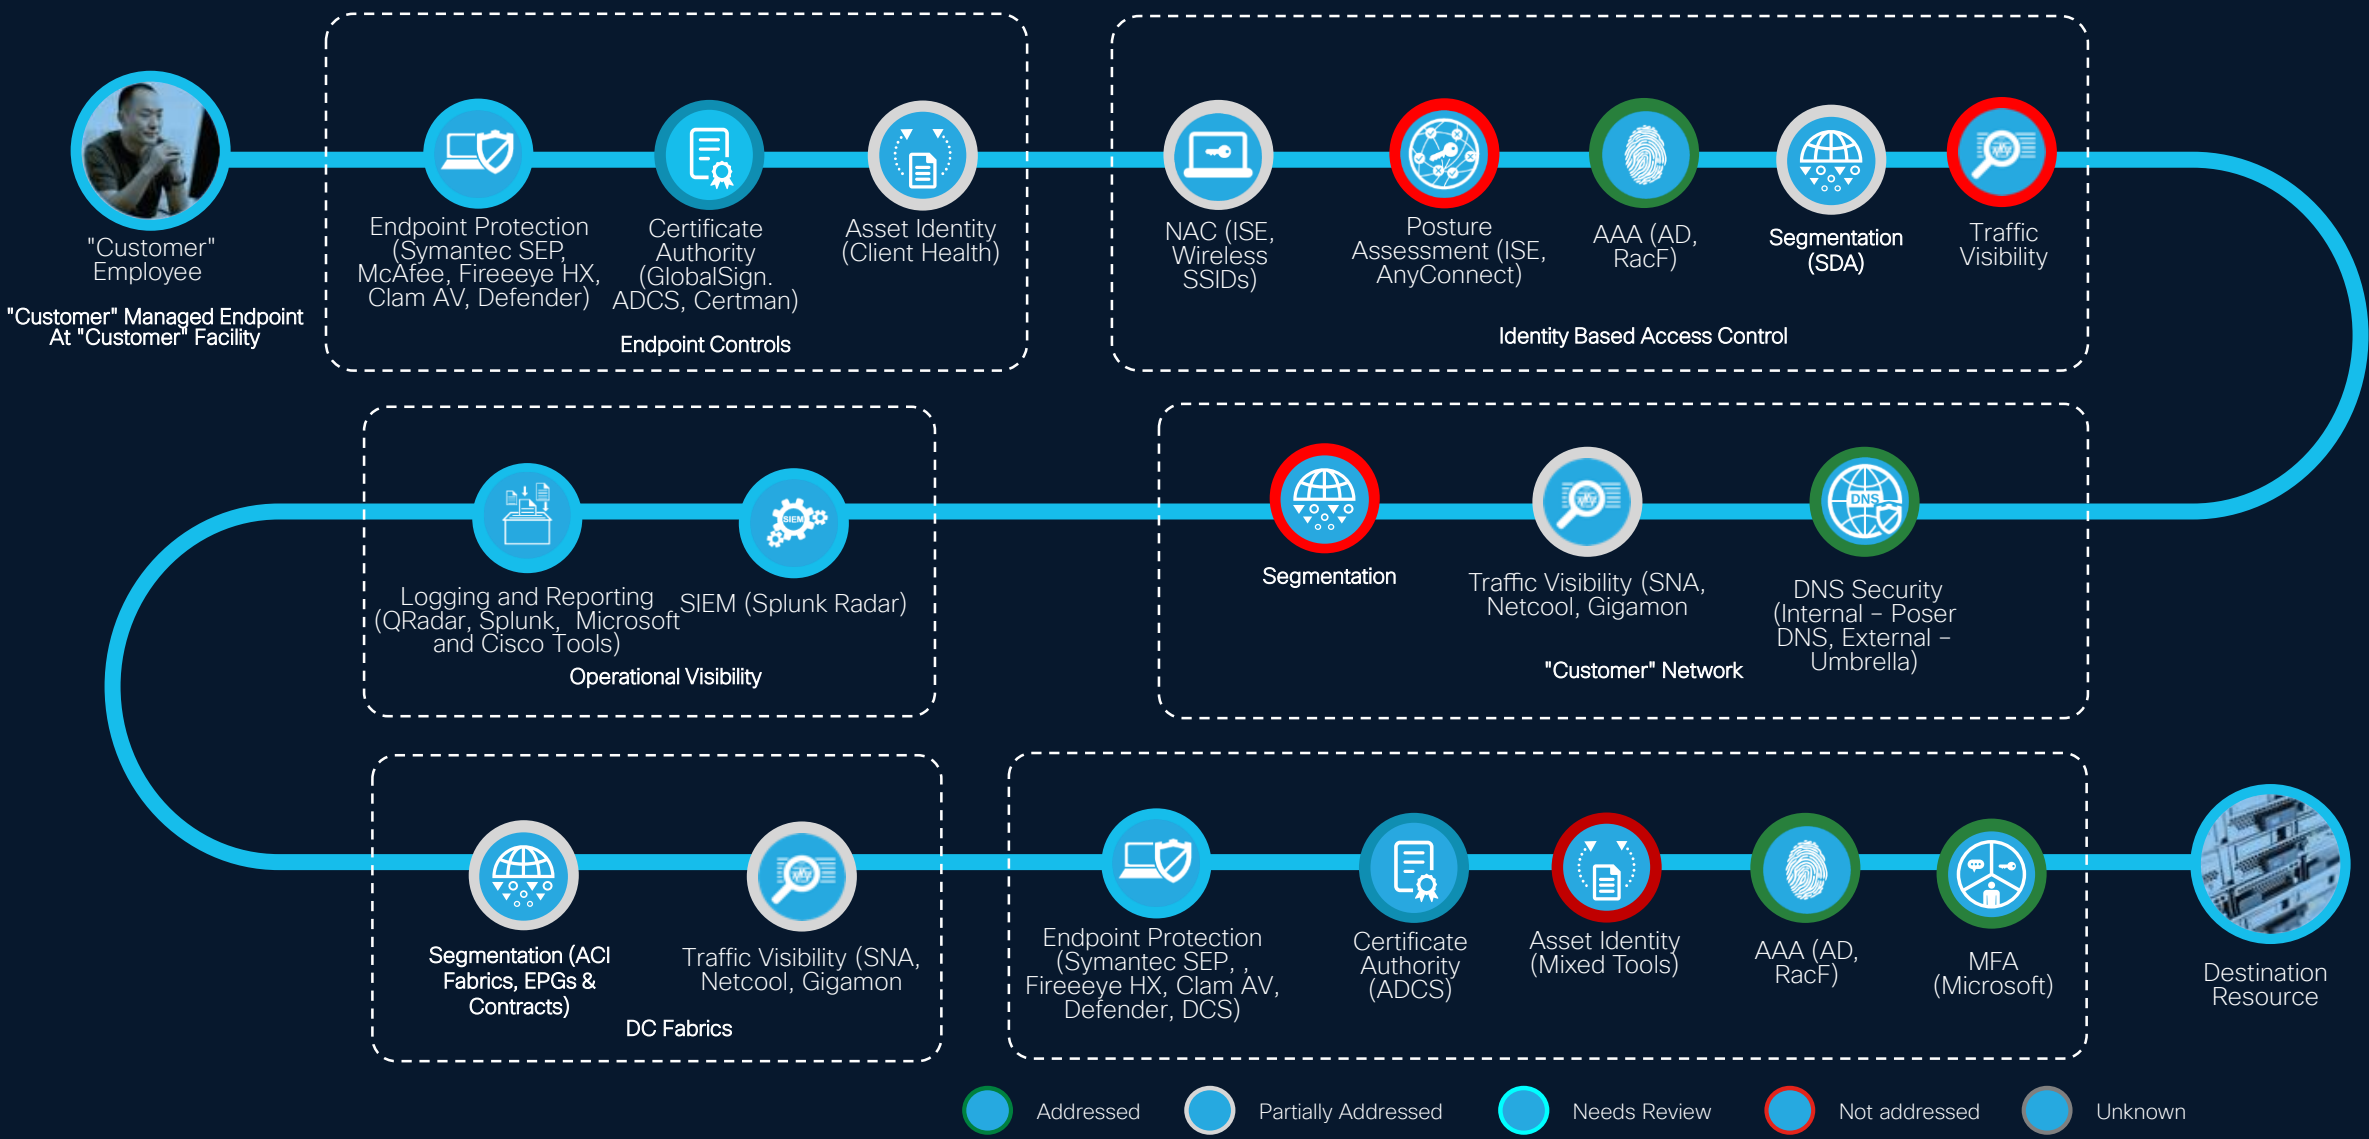 "Customer"
Employee
"Customer" Managed Endpoint
At "Customer" Facility
Endpoint Protection
(Symantec SEP,
McAfee, Fireeeye HX,
Clam AV, Defender)
Certificate
Authority
(GlobalSign.
ADCS, Certman)
Asset Identity
(Client Health)
Endpoint Controls
NAC (ISE,
Wireless
SSIDs)
Posture
Assessment (ISE,
AnyConnect)
AAA (AD,
RacF)
Segmentation
(SDA)
Traffic
Visibility
Identity Based Access Control
SIEM
Logging and Reporting
(QRadar, Splunk, Microsoft
and Cisco Tools)
SIEM (Splunk Radar)
Operational Visibility
Segmentation
Traffic Visibility (SNA,
Netcool, Gigamon
DNS
DNS Security
(Internal – Poser
DNS, External –
Umbrella)
"Customer" Network
Segmentation (ACI
Fabrics, EPGs &
Contracts)
Traffic Visibility (SNA,
Netcool, Gigamon
DC Fabrics
Endpoint Protection
(Symantec SEP, ,
Fireeeye HX, Clam AV,
Defender, DCS)
Certificate
Authority
(ADCS)
Asset Identity
(Mixed Tools)
AAA (AD,
RacF)
MFA
(Microsoft)
Destination
Resource
Addressed
Partially Addressed
Needs Review
Not addressed
Unknown